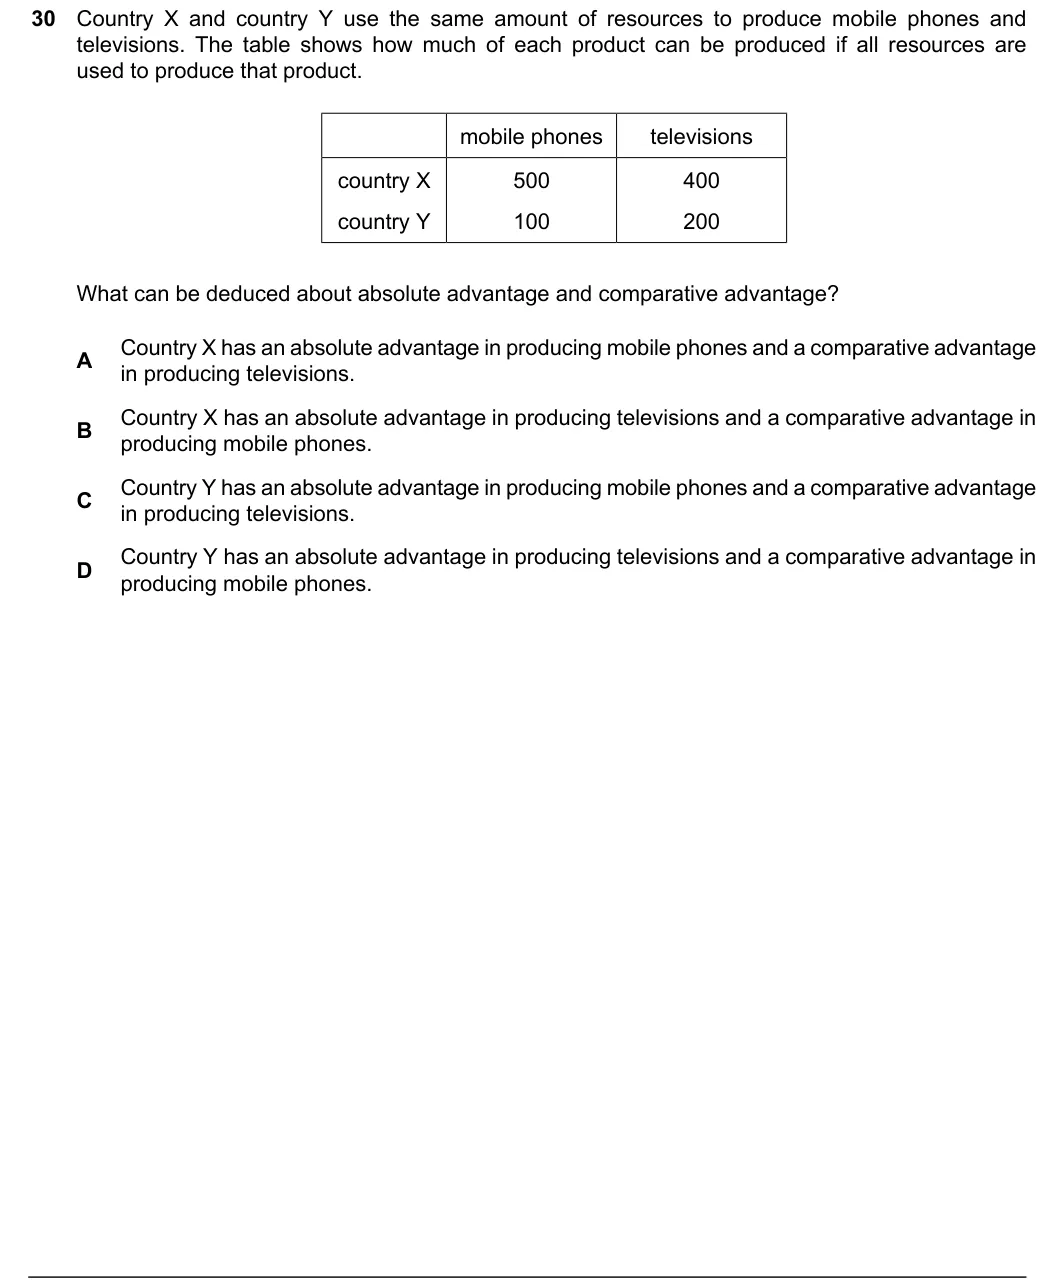 30 Country X and country Y use the same amount of resources to produce mobile phones and
televisions. The table shows how much of each product can be produced if all resources are
used to produce that product.
mobile phones televisions
country X 500 400
country Y 100 200
What can be deduced about absolute advantage and comparative advantage?
A Country X has an absolute advantage in producing mobile phones and a comparative advantage
in producing televisions.
B Country X has an absolute advantage in producing televisions and a comparative advantage in
producing mobile phones.
C Country Y has an absolute advantage in producing mobile phones and a comparative advantage
in producing televisions.
D Country Y has an absolute advantage in producing televisions and a comparative advantage in
producing mobile phones.